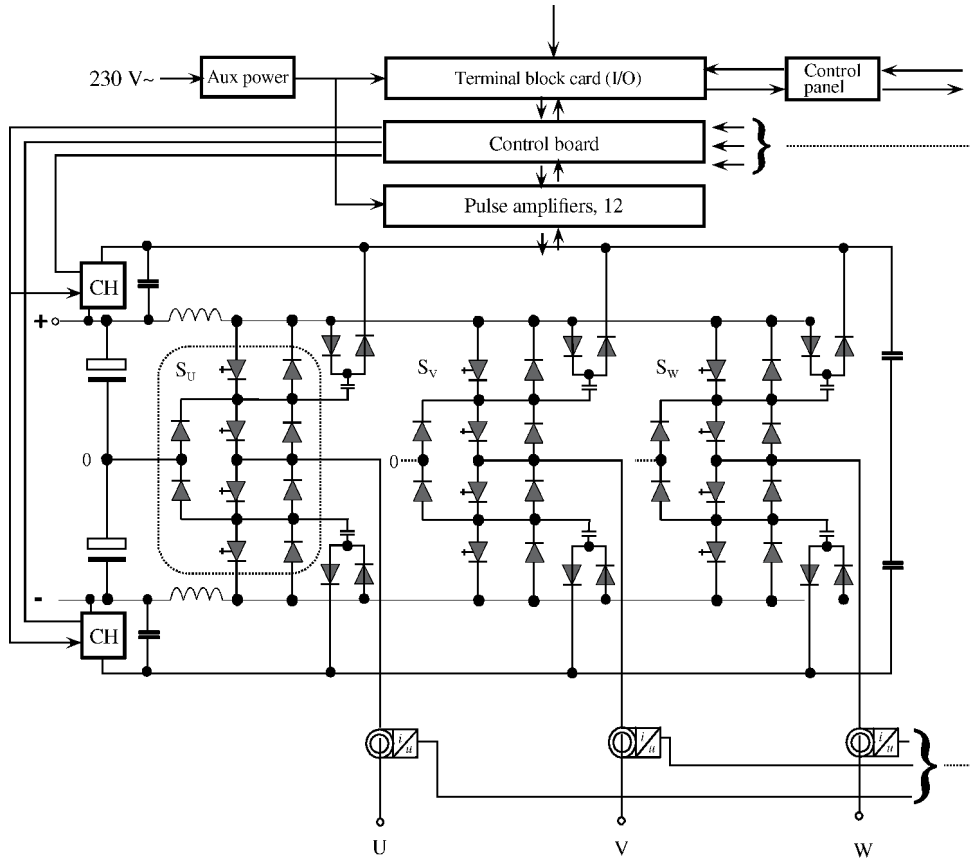 230 V~
Aux power
Terminal block card (I/O)
Control
panel
Control board
Pulse amplifiers, 12
CH
+
S_U
S_V
S_W
0
0
-
CH
i/u
i/u
i/u
U
V
W